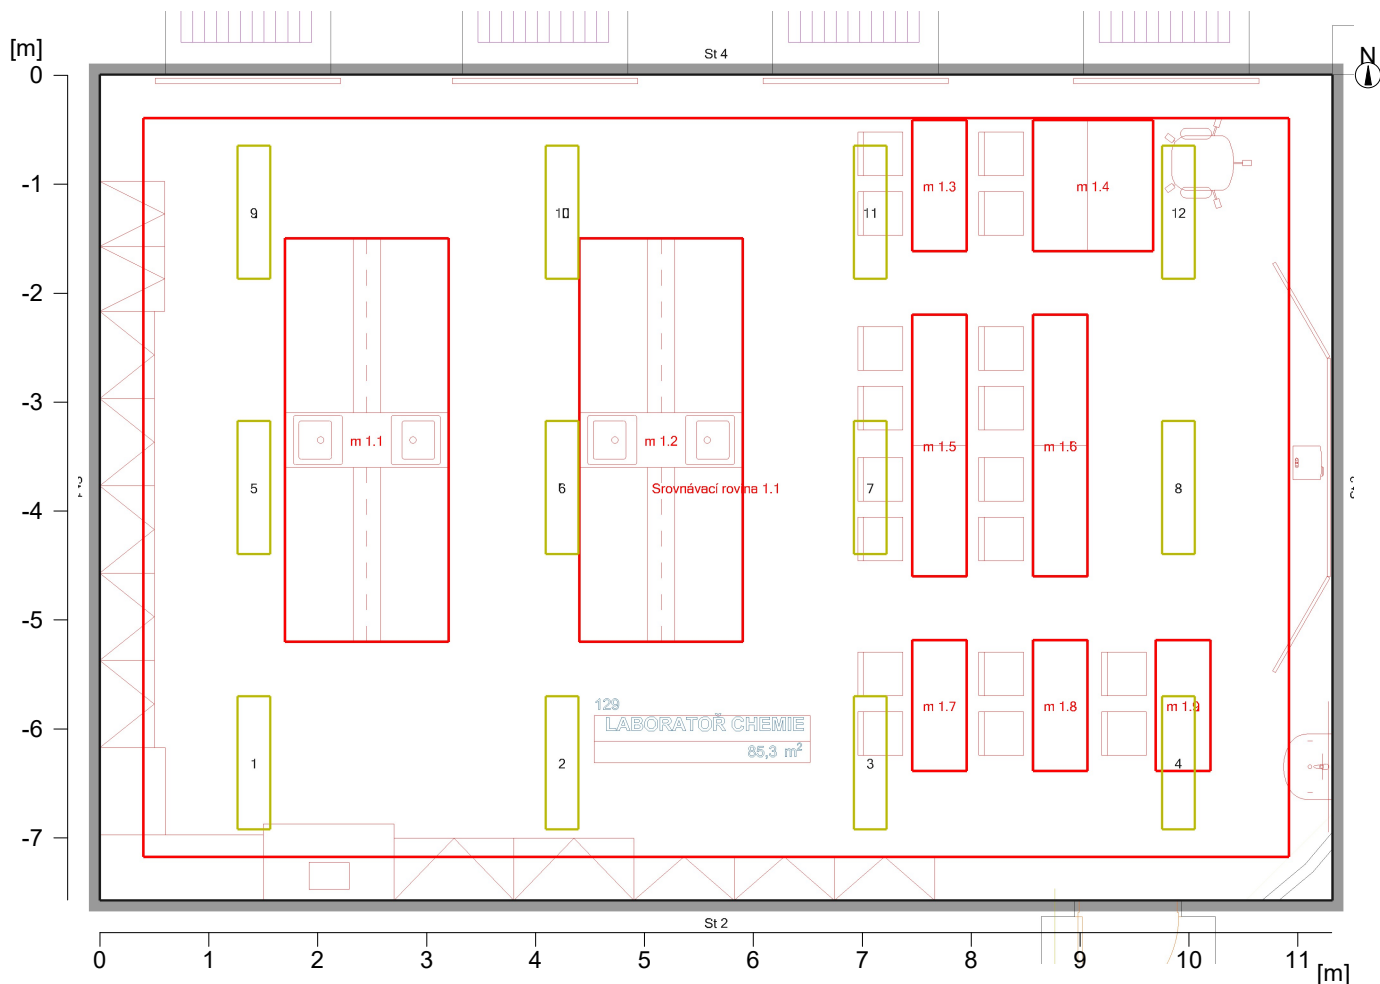 [m]
St 4
N
0
-1
-2
-3
-4
-5
-6
-7
m 1.3
m 1.4
9
10
11
12
m 1.1
m 1.2
m 1.5
m 1.6
Srovnávací rovina 1.1
5
6
7
8
129
LABORATOŘ CHEMIE
85,3 m²
m 1.7
m 1.8
m 1.9
1
2
3
4
St 2
0 1 2 3 4 5 6 7 8 9 10 11
[m]